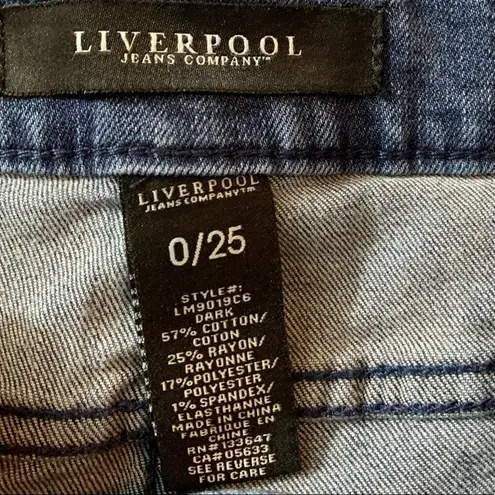 LIVERPOOL
JEANS COMPANY™
LIVERPOOL
JEANS COMPANY™
0/25
STYLE#:
LM9019C6
DARK
57% COTTON/
COTON
25% RAYON/
RAYONNE
17%POLYESTER/
POLYESTER
1% SPANDEX/
ELASTHANNE
MADE IN CHINA
FABRIQUE EN
CHINE
RN#133647
CA#05633
SEE REVERSE
FOR CARE